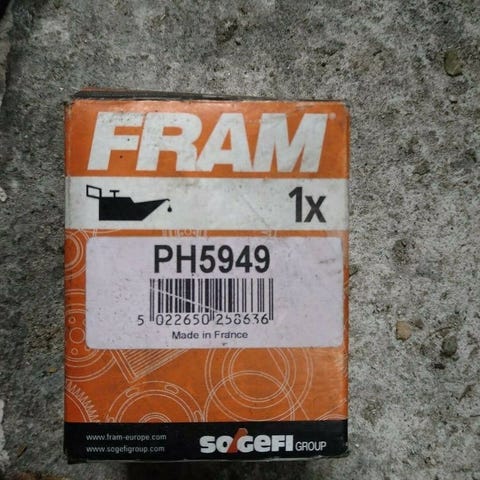 FRAM
1x
PH5949
5 022650 258636
Made in France
www.fram-europe.com
www.sogefigroup.com
SOGEFI GROUP